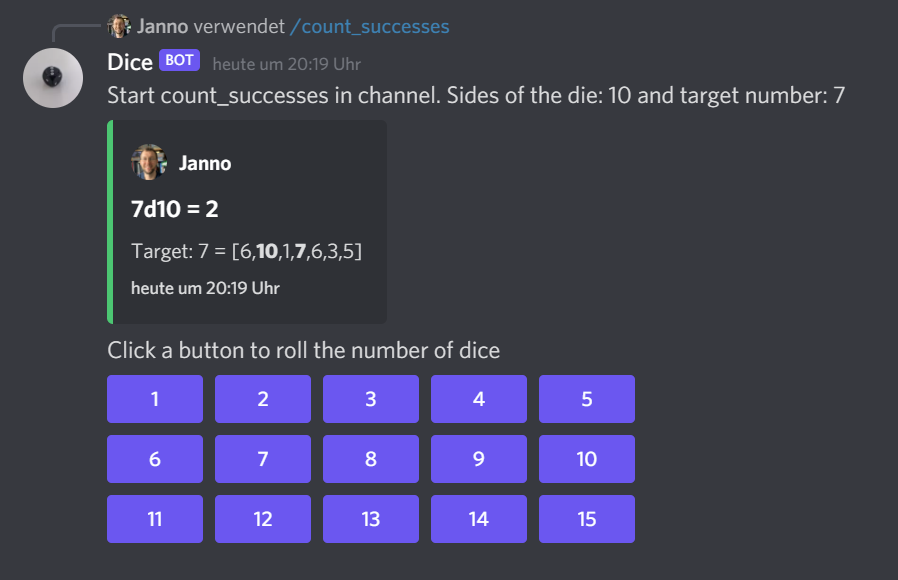 Janno verwendet /count_successes
Dice BOT heute um 20:19 Uhr
Start count_successes in channel. Sides of the die: 10 and target number: 7
Janno
7d10 = 2
Target: 7 = [6,10,1,7,6,3,5]
heute um 20:19 Uhr
Click a button to roll the number of dice
1 2 3 4 5
6 7 8 9 10
11 12 13 14 15